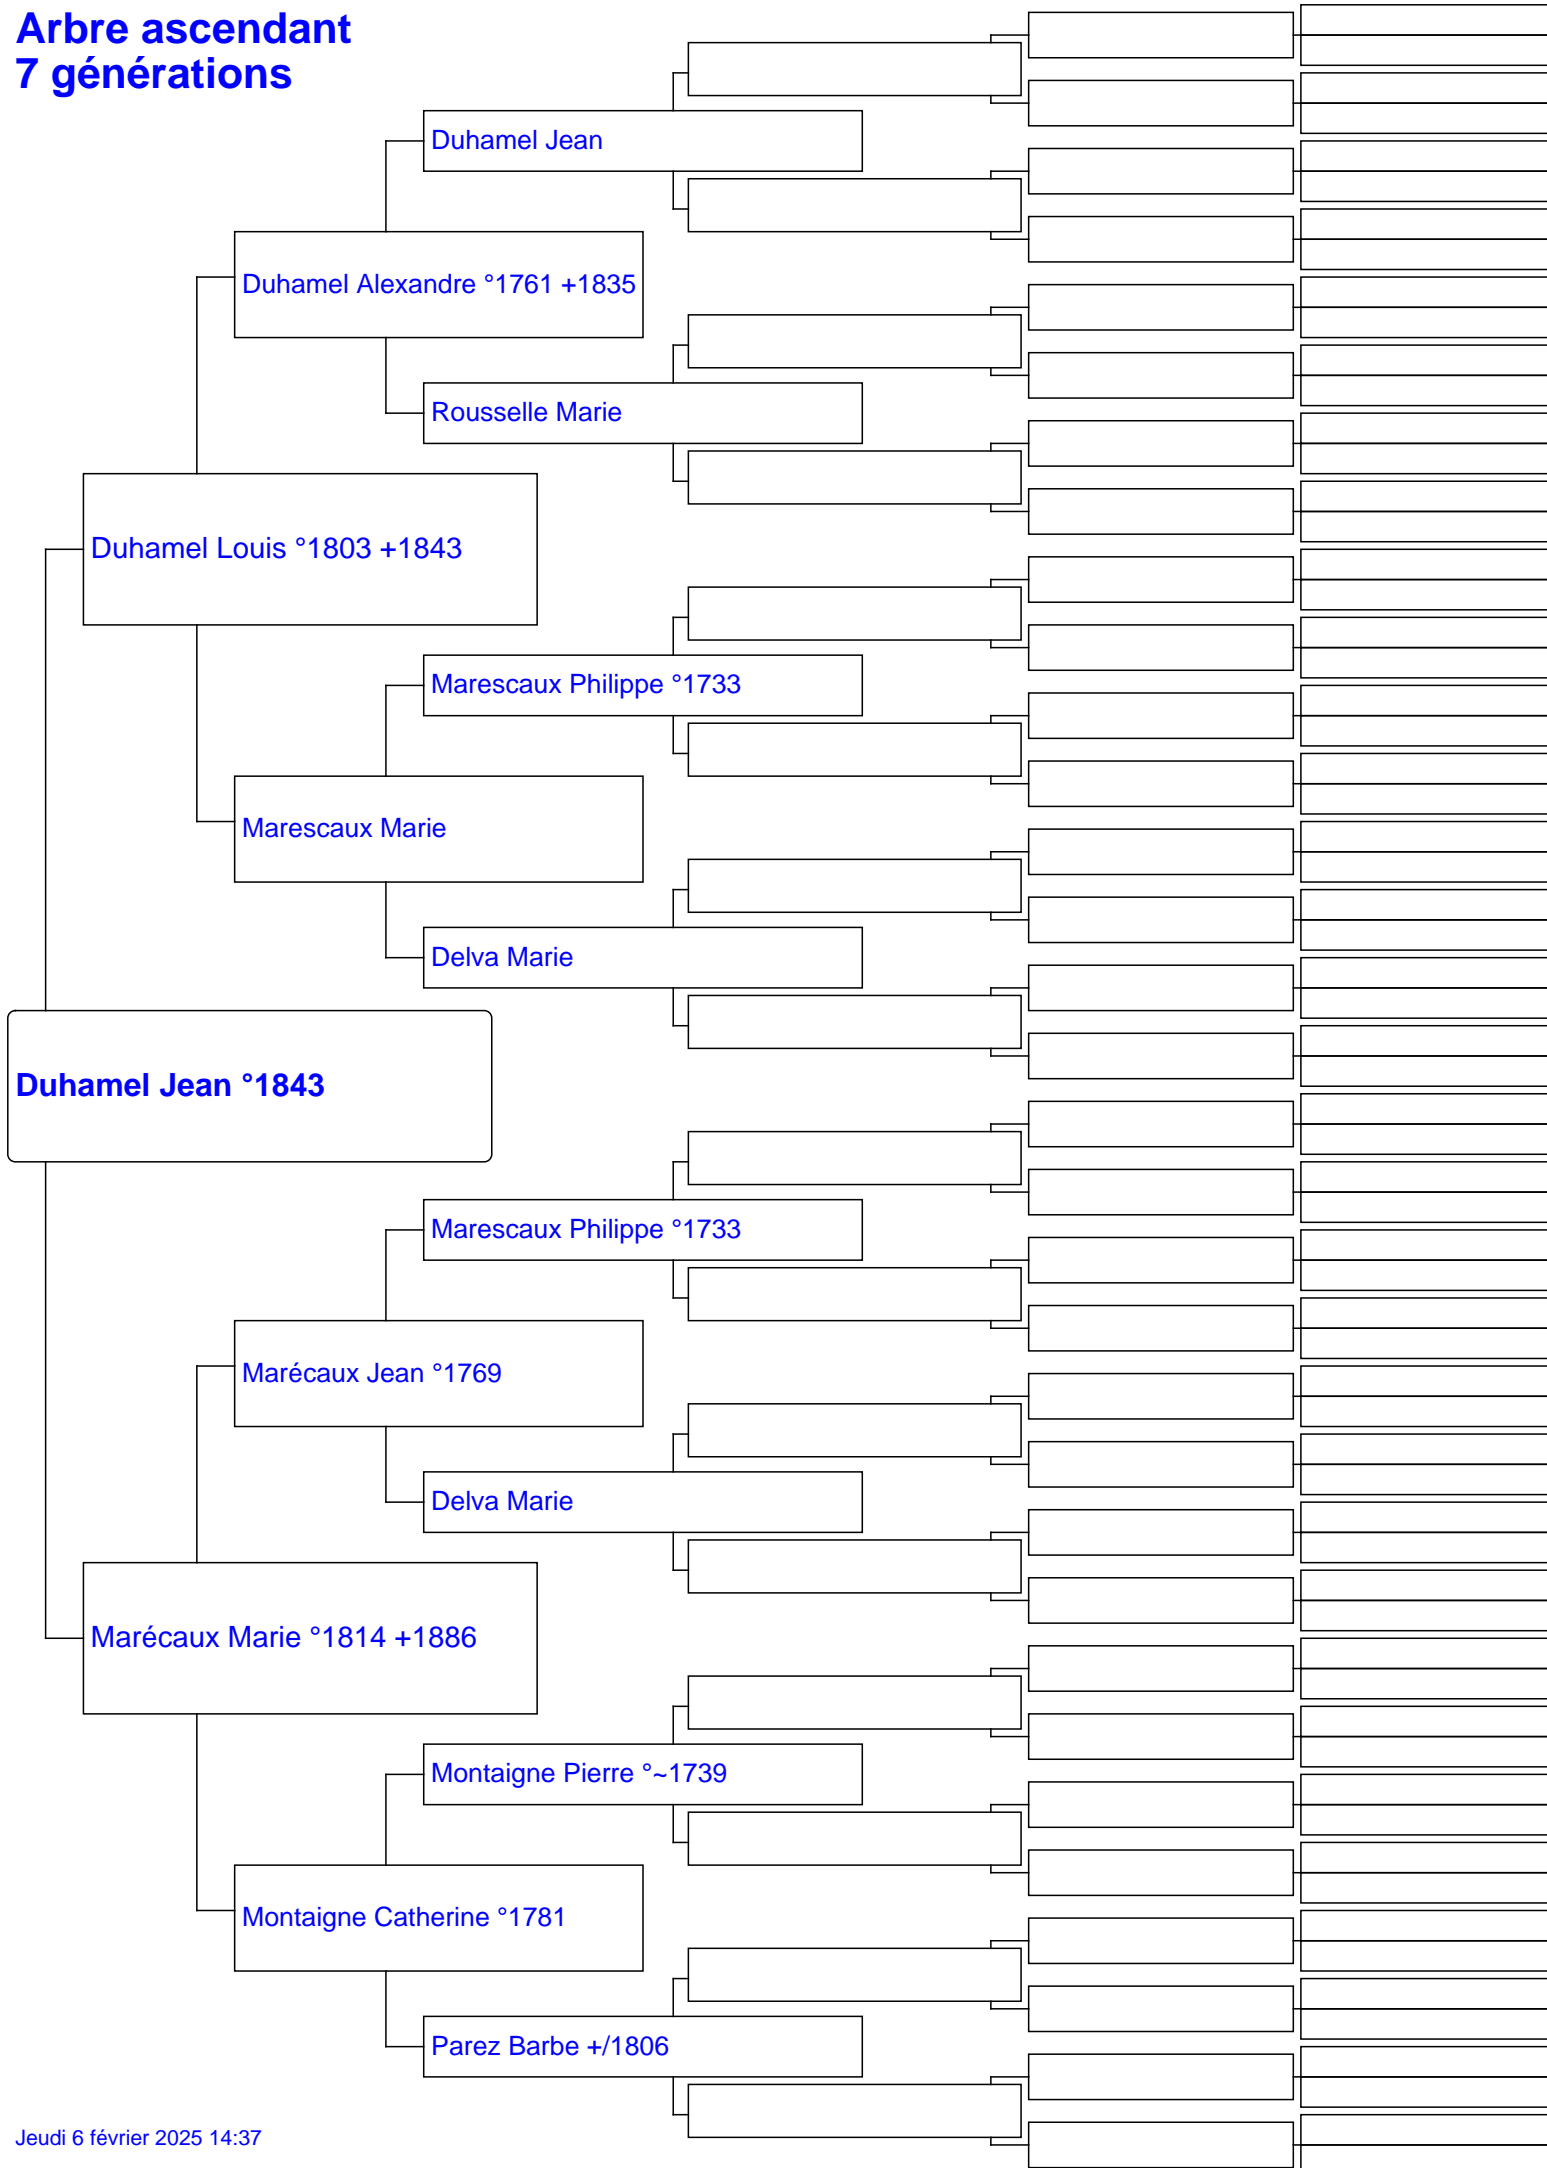 Arbre ascendant
7 générations
Duhamel Jean
Duhamel Alexandre °1761 +1835
Rousselle Marie
Duhamel Louis °1803 +1843
Marescaux Philippe °1733
Marescaux Marie
Delva Marie
Duhamel Jean °1843
Marescaux Philippe °1733
Marécaux Jean °1769
Delva Marie
Marécaux Marie °1814 +1886
Montaigne Pierre °~1739
Montaigne Catherine °1781
Parez Barbe +/1806
Jeudi 6 février 2025 14:37